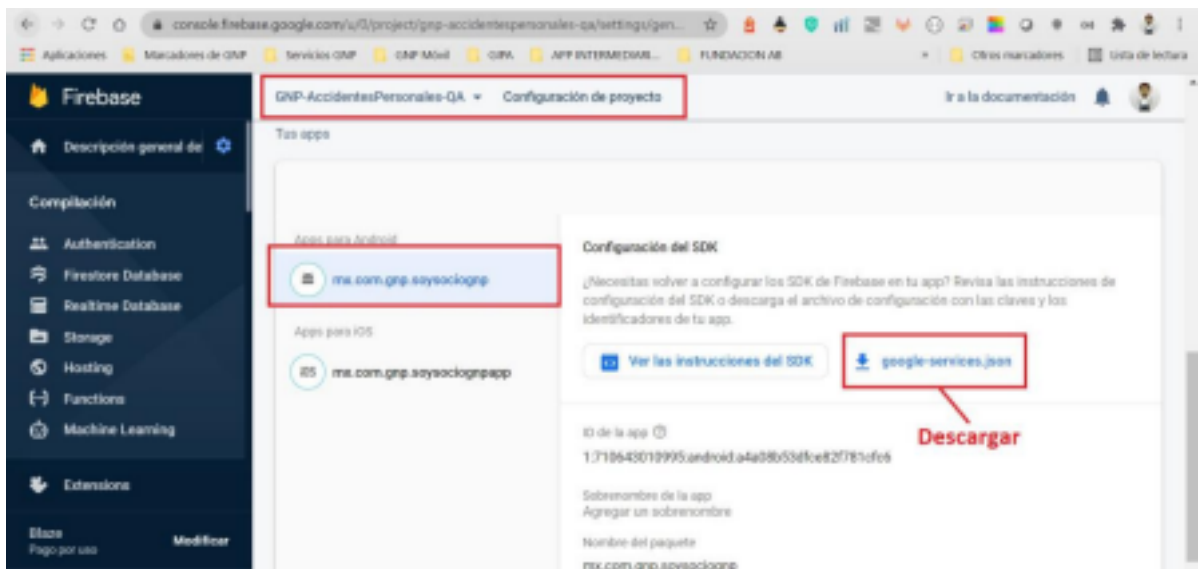 console.firebase.google.com/u/0/project/gnp-accidentespersonales-qa/settings/gen...
Aplicaciones
Marcadores de GNP
Servicios GNP
GNP Móvil
GIPA
APP INTERMEDIARI...
FUNDACION AB
»
Otros marcadores
Lista de lectura
Firebase
GNP-AccidentesPersonales-QA
Configuración de proyecto
Ir a la documentación
Descripción general de
Tus apps
Compilación
Authentication
Firestore Database
Realtime Database
Storage
Hosting
Functions
Machine Learning
Extensions
Blaze
Pago por uso
Modificar
Apps para Android
mx.com.gnp.soysociognp
Apps para iOS
iOS
mx.com.gnp.soysociognpapp
Configuración del SDK
¿Necesitas volver a configurar los SDK de Firebase en tu app? Revisa las instrucciones de
configuración del SDK o descarga el archivo de configuración con las claves y los
identificadores de tu app.
Ver las instrucciones del SDK
google-services.json
Descargar
ID de la app
Sobrenombre de la app
Agregar un sobrenombre
Nombre del paquete
mx.com.gnp.soysociognp